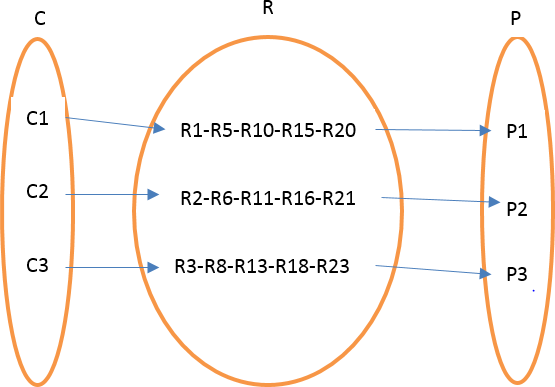 C R P
C1 R1-R5-R10-R15-R20 P1
C2 R2-R6-R11-R16-R21 P2
C3 R3-R8-R13-R18-R23 P3